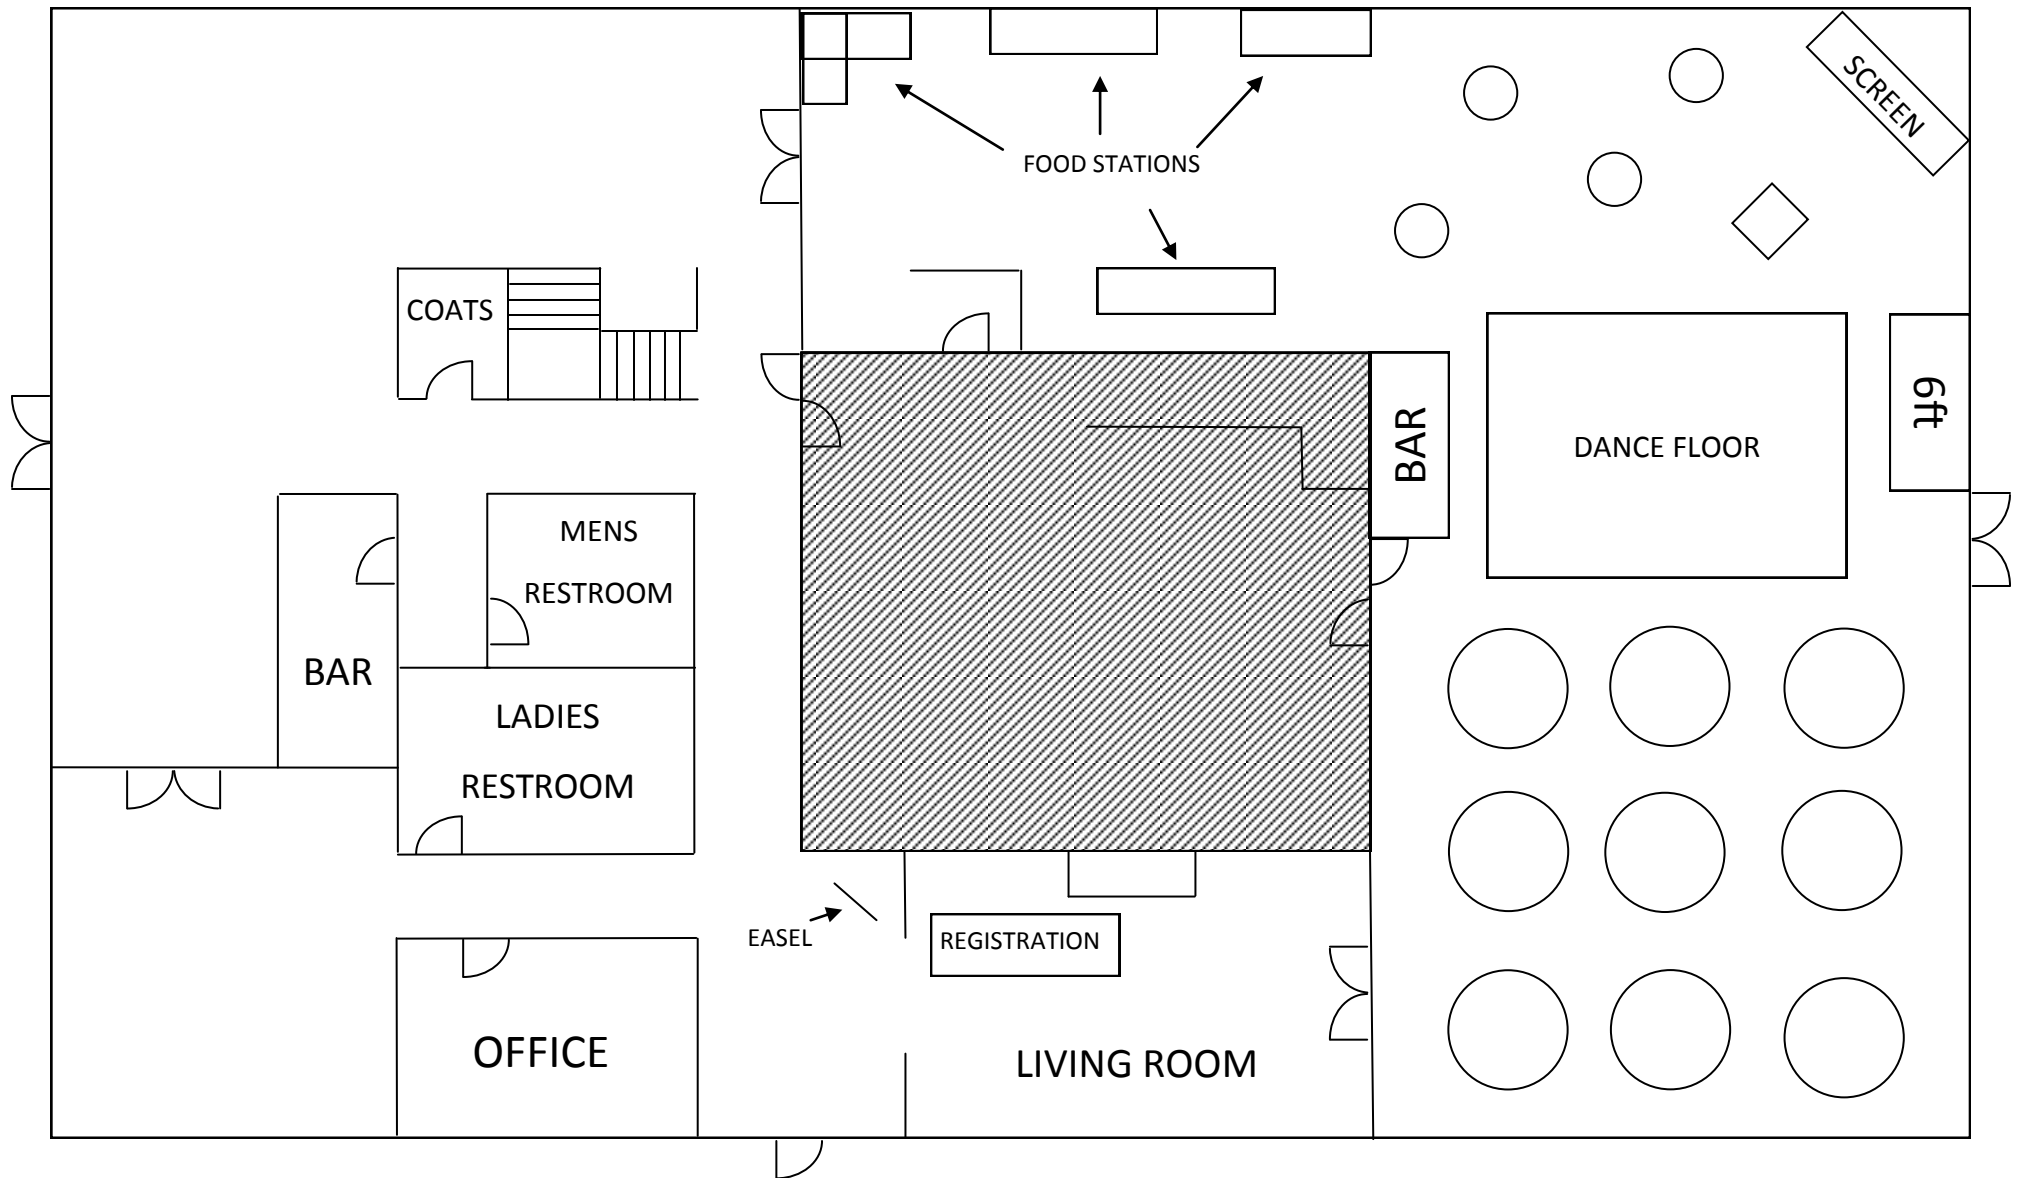 SCREEN
FOOD STATIONS
COATS
6ft
BAR
DANCE FLOOR
MENS
RESTROOM
BAR
LADIES
RESTROOM
EASEL
REGISTRATION
OFFICE
LIVING ROOM